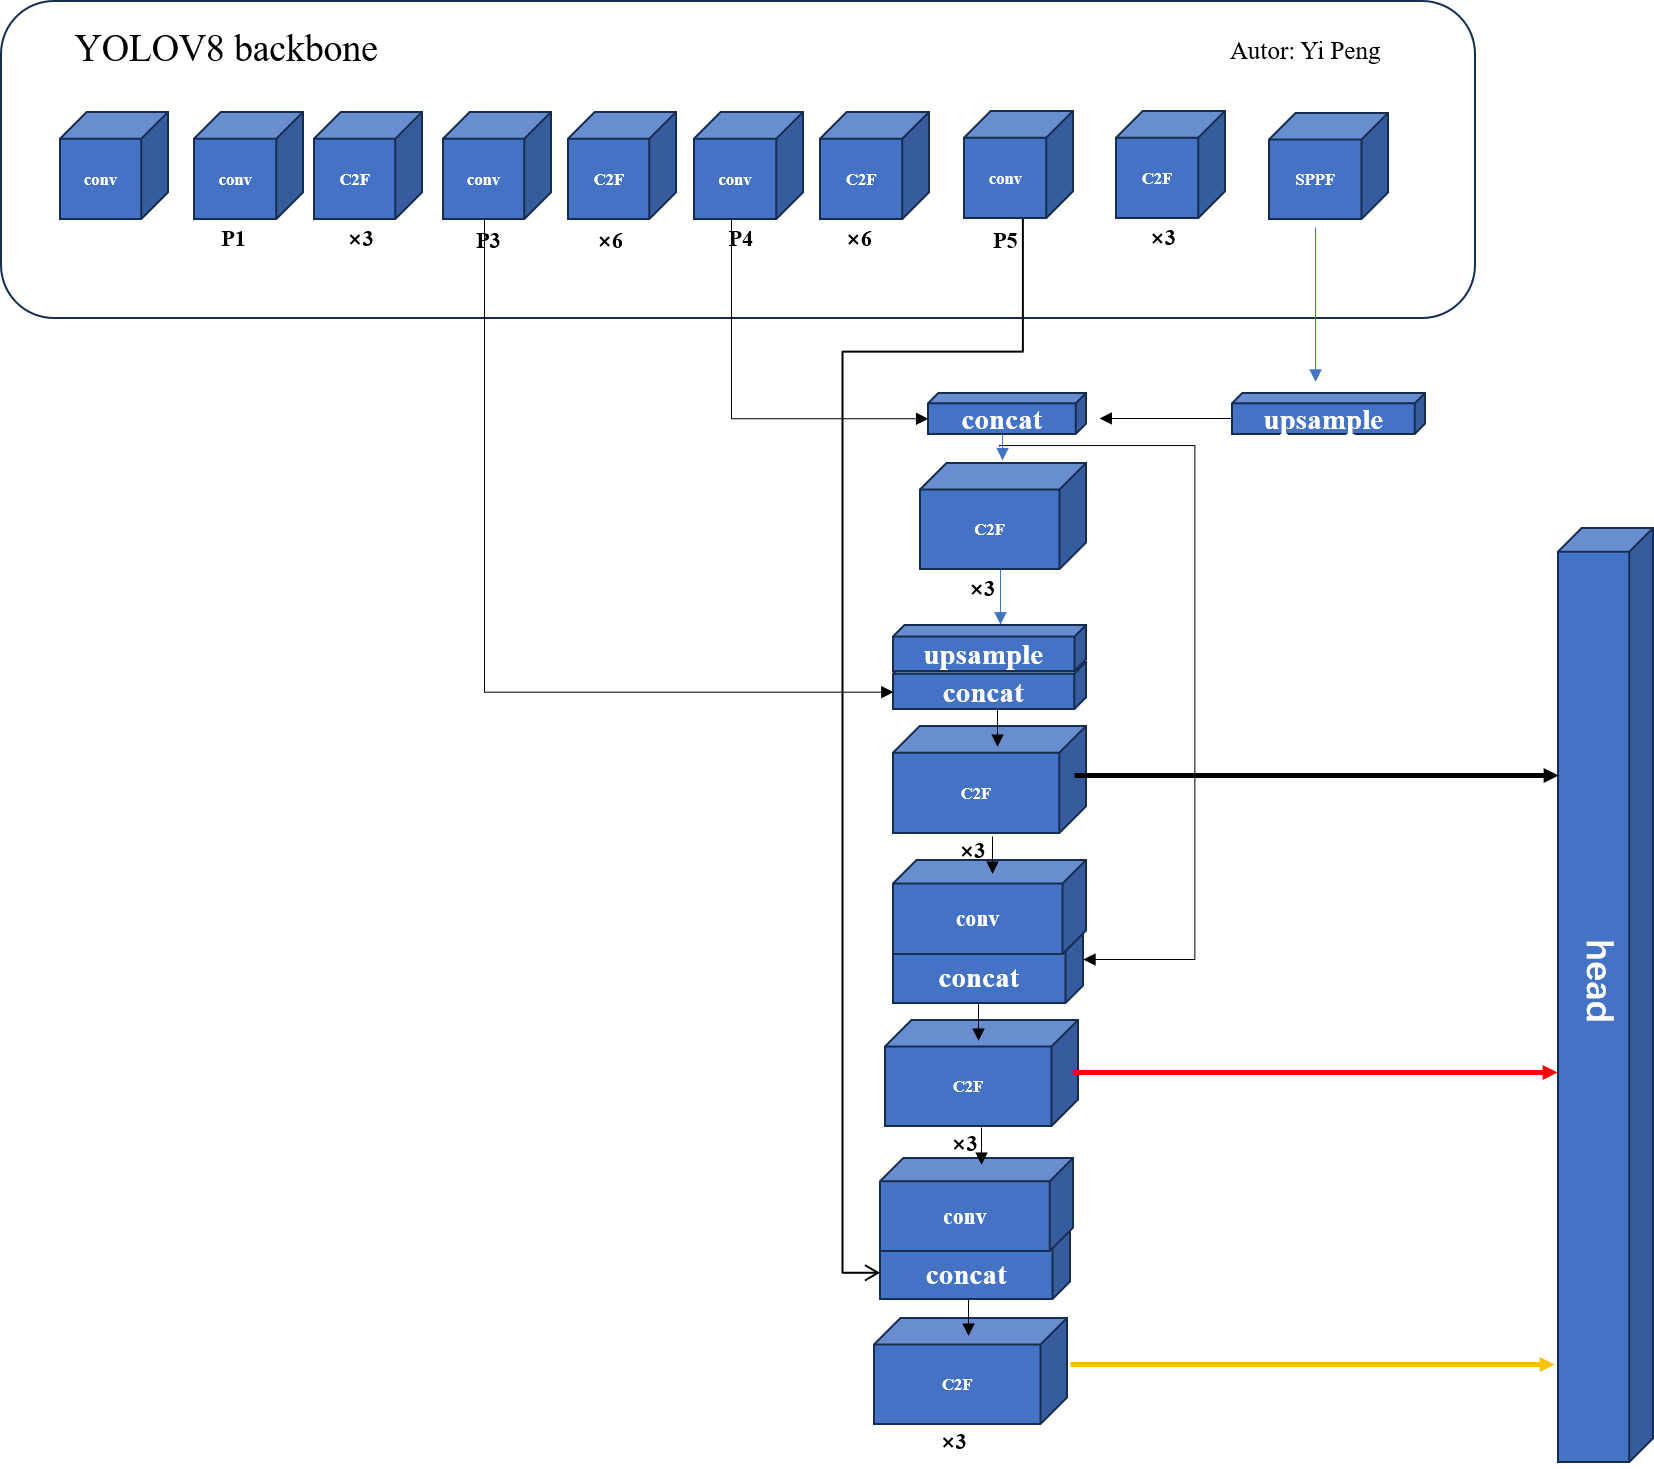 YOLOV8 backbone
Autor: Yi Peng
conv
conv
C2F
conv
C2F
conv
C2F
conv
C2F
SPPF
P1
×3
P3
×6
P4
×6
P5
×3
concat
upsample
C2F
×3
upsample
concat
C2F
×3
conv
concat
head
C2F
×3
conv
concat
C2F
×3